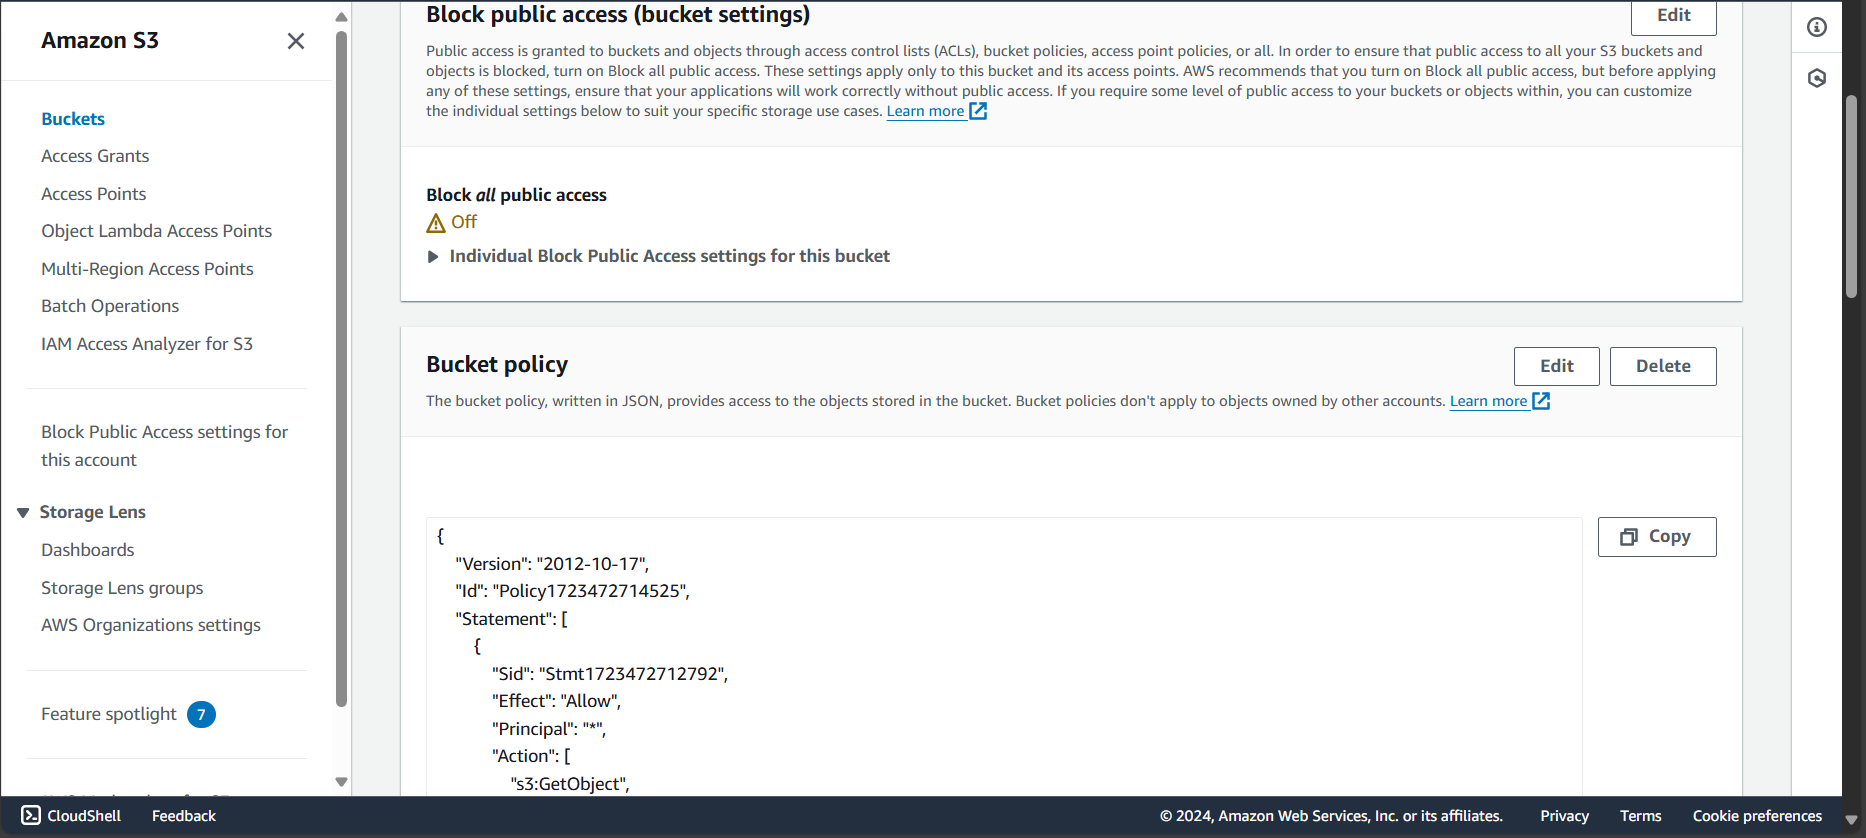 Amazon S3
Buckets
Access Grants
Access Points
Object Lambda Access Points
Multi-Region Access Points
Batch Operations
IAM Access Analyzer for S3
Block Public Access settings for
this account
Storage Lens
Dashboards
Storage Lens groups
AWS Organizations settings
Feature spotlight 7
Block public access (bucket settings)
Edit
Public access is granted to buckets and objects through access control lists (ACLs), bucket policies, access point policies, or all. In order to ensure that public access to all your S3 buckets and
objects is blocked, turn on Block all public access. These settings apply only to this bucket and its access points. AWS recommends that you turn on Block all public access, but before applying
any of these settings, ensure that your applications will work correctly without public access. If you require some level of public access to your buckets or objects within, you can customize
the individual settings below to suit your specific storage use cases. Learn more
Block all public access
Off
Individual Block Public Access settings for this bucket
Bucket policy
Edit
Delete
The bucket policy, written in JSON, provides access to the objects stored in the bucket. Bucket policies don't apply to objects owned by other accounts. Learn more
Copy
{
"Version": "2012-10-17",
"Id": "Policy1723472714525",
"Statement": [
{
"Sid": "Stmt1723472712792",
"Effect": "Allow",
"Principal": "*",
"Action": [
"s3:GetObject",
CloudShell
Feedback
© 2024, Amazon Web Services, Inc. or its affiliates.
Privacy
Terms
Cookie preferences